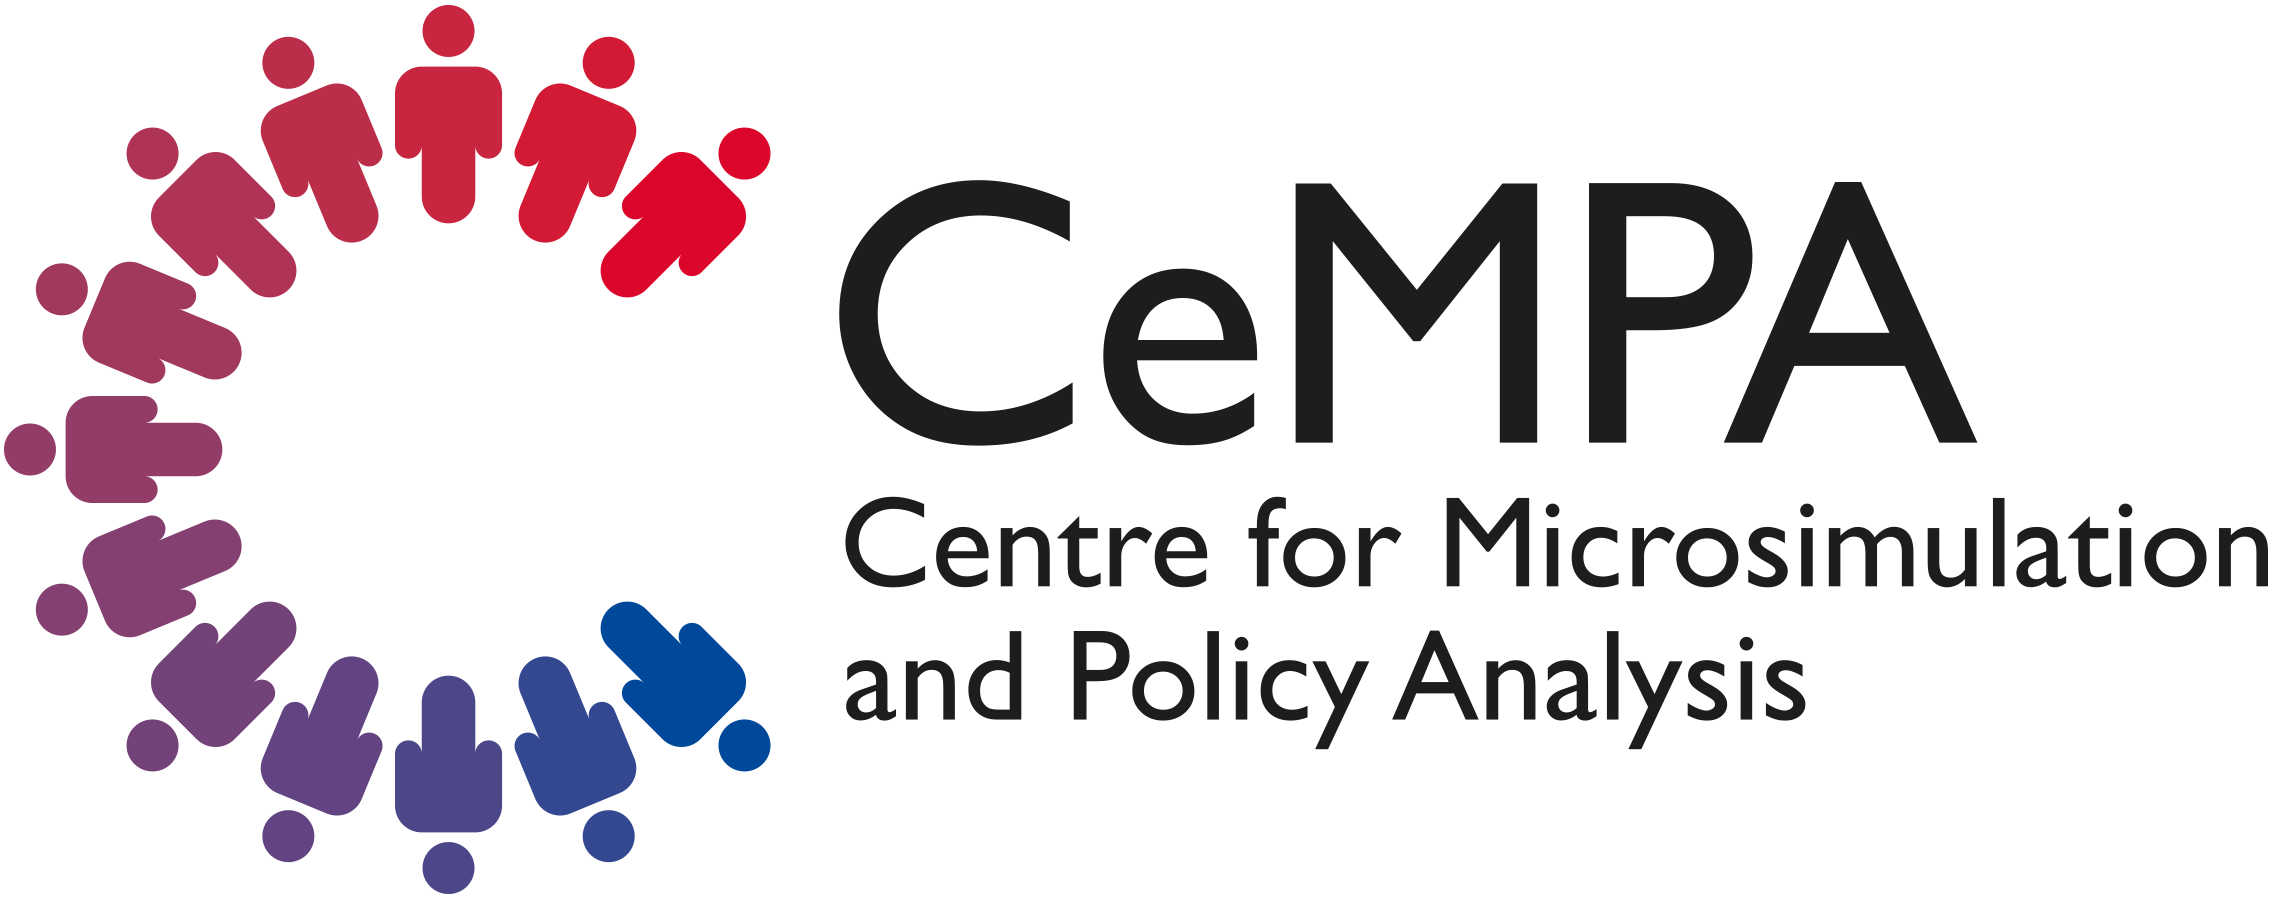 CeMPA
Centre for Microsimulation
and Policy Analysis